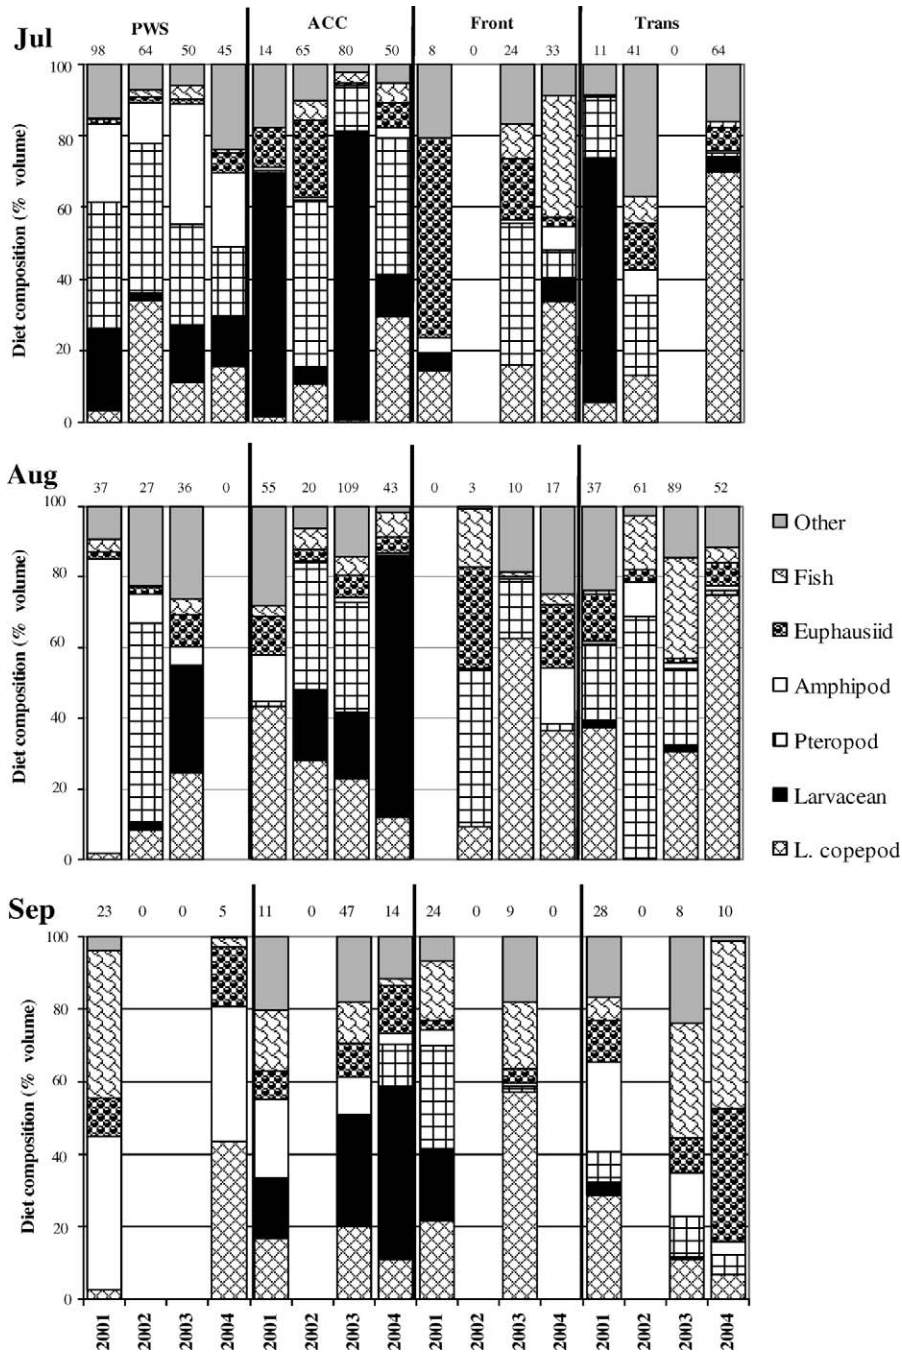 PWS ACC Front Trans
Jul
98 64 50 45 14 65 80 50 8 0 24 33 11 41 0 64
100
80
60
40
20
0
Diet composition (% volume)
Aug
37 27 36 0 55 20 109 43 0 3 10 17 37 61 89 52
100
80
60
40
20
0
Diet composition (% volume)
Other
Fish
Euphausiid
Amphipod
Pteropod
Larvacean
L. copepod
Sep
23 0 0 5 11 0 47 14 24 0 9 0 28 0 8 10
100
80
60
40
20
0
Diet composition (% volume)
2001 2002 2003 2004 2001 2002 2003 2004 2001 2002 2003 2004 2001 2002 2003 2004